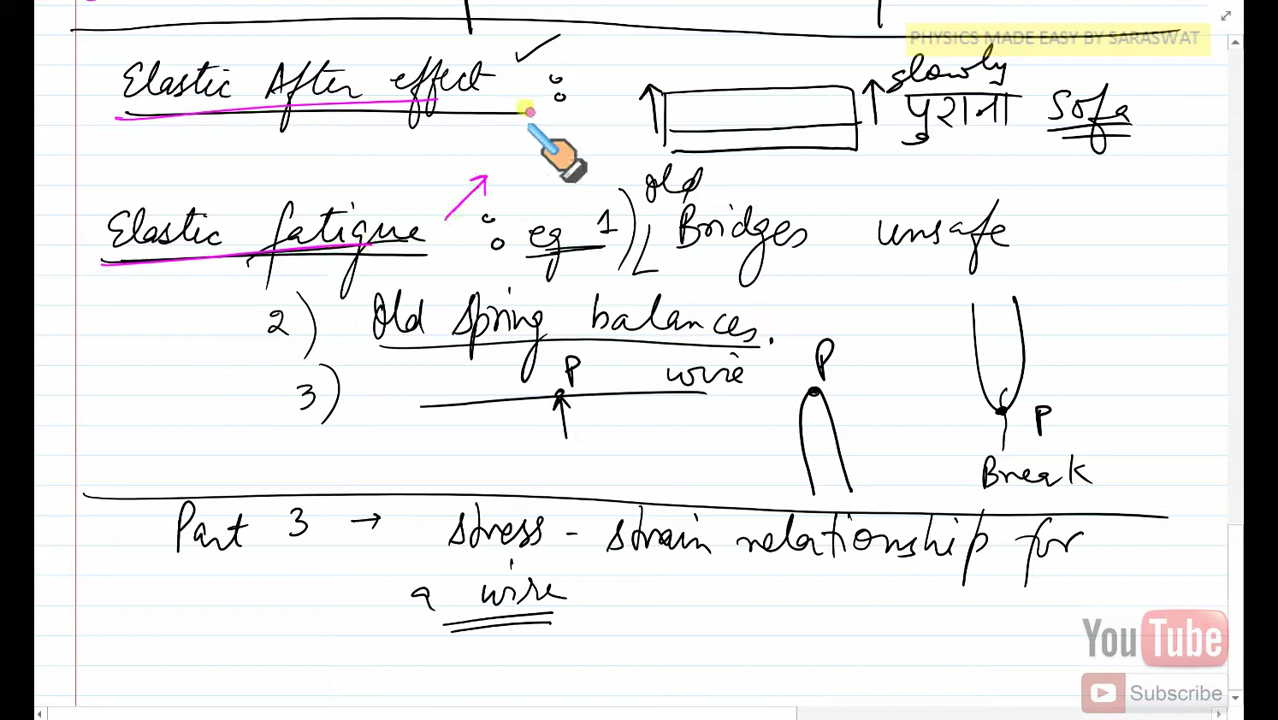 PHYSICS MADE EASY BY SARASWAT
Elastic After effect :
slowly
पुराना Sofa
Elastic fatigue : eg 1) old Bridges unsafe
2) Old Spring balances.
3) P wire P
P
Break
Part 3 → stress - strain relationship for
a wire
YouTube
Subscribe